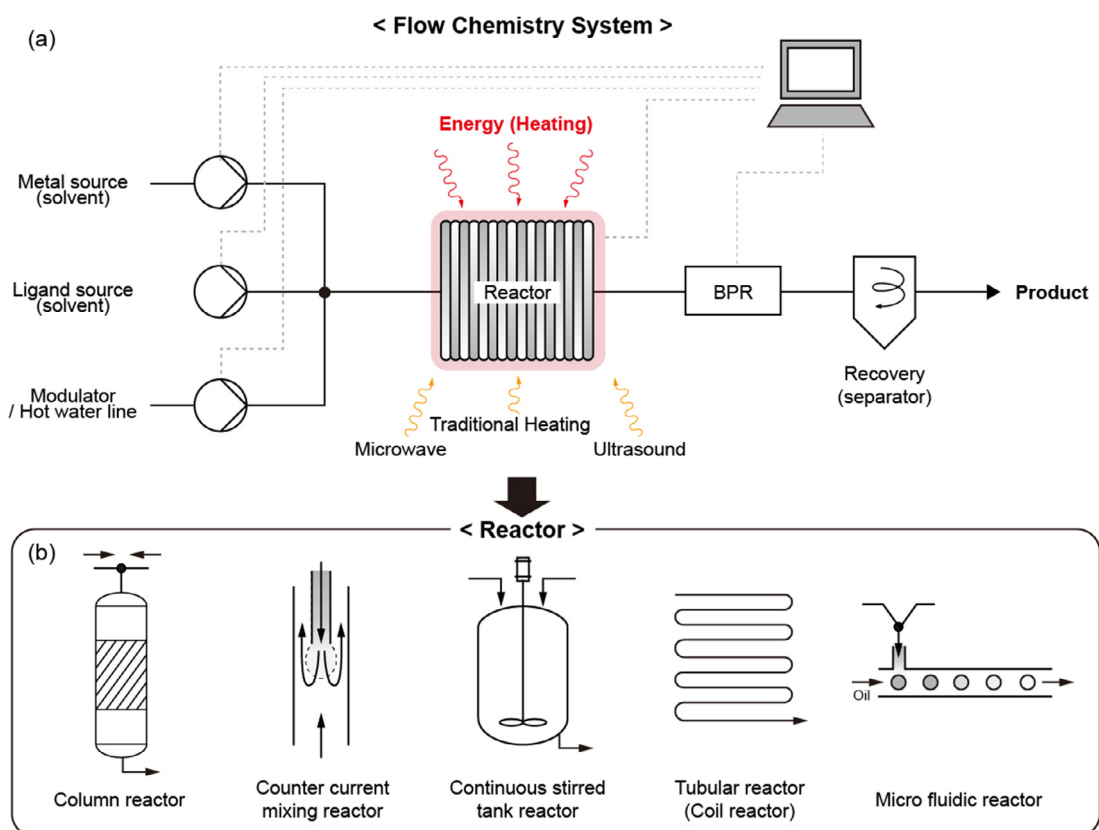 < Flow Chemistry System >
(a)
Energy (Heating)
Metal source
(solvent)
Ligand source
(solvent)
Reactor
BPR
Product
Modulator
/ Hot water line
Recovery
(separator)
Traditional Heating
Microwave
Ultrasound
< Reactor >
(b)
Oil
Column reactor
Counter current
mixing reactor
Continuous stirred
tank reactor
Tubular reactor
(Coil reactor)
Micro fluidic reactor